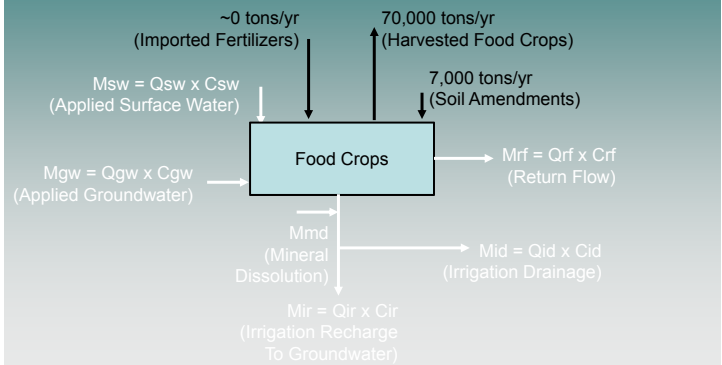 ~0 tons/yr
(Imported Fertilizers)
70,000 tons/yr
(Harvested Food Crops)
7,000 tons/yr
(Soil Amendments)
Msw = Qsw x Csw
(Applied Surface Water)
Food Crops
Mgw = Qgw x Cgw
(Applied Groundwater)
Mrf = Qrf x Crf
(Return Flow)
Mmd
(Mineral
Dissolution)
Mid = Qid x Cid
(Irrigation Drainage)
Mir = Qir x Cir
(Irrigation Recharge
To Groundwater)